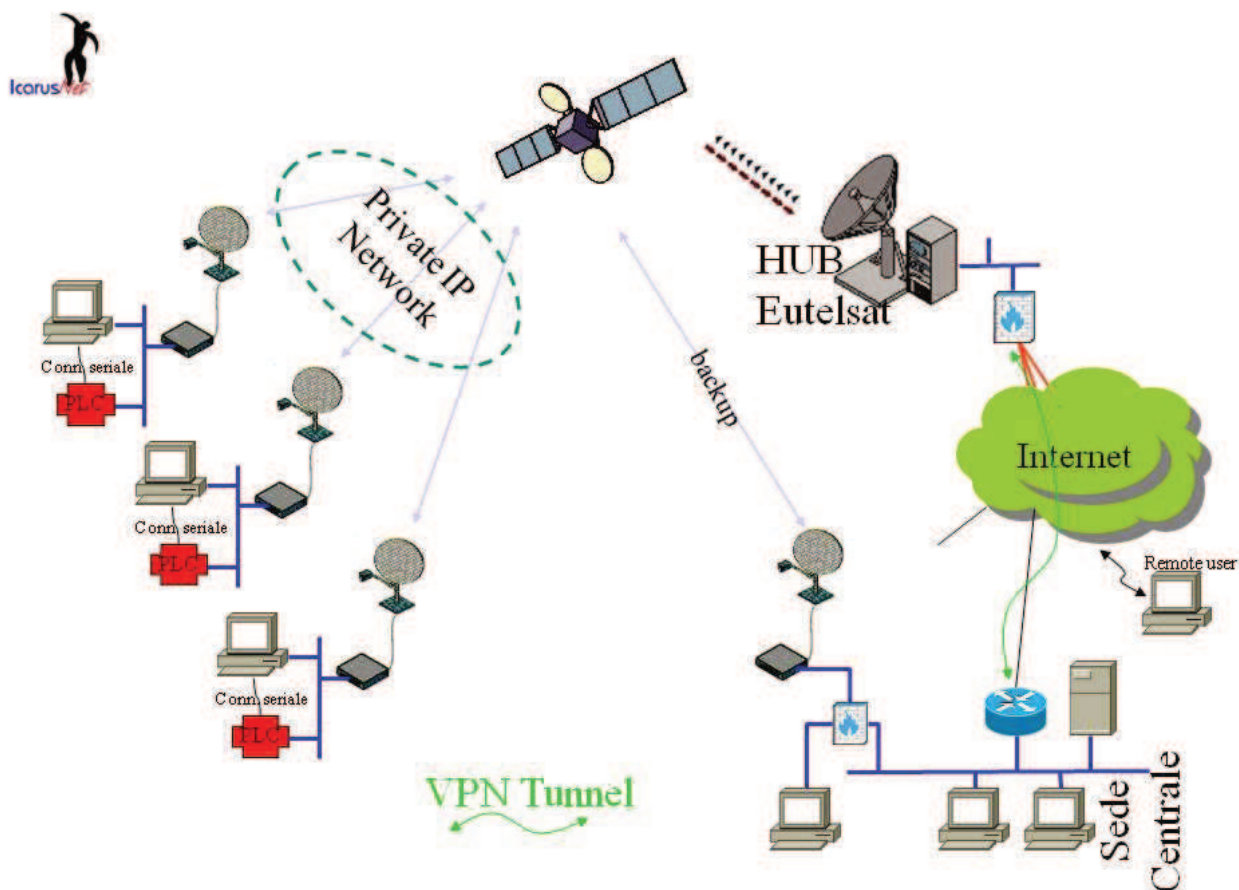 IcarusNet
Private IP
Network
HUB
Eutelsat
Conn. seriale
PLC
backup
Internet
Conn. seriale
PLC
Remote user
Conn. seriale
PLC
VPN Tunnel
Sede
Centrale